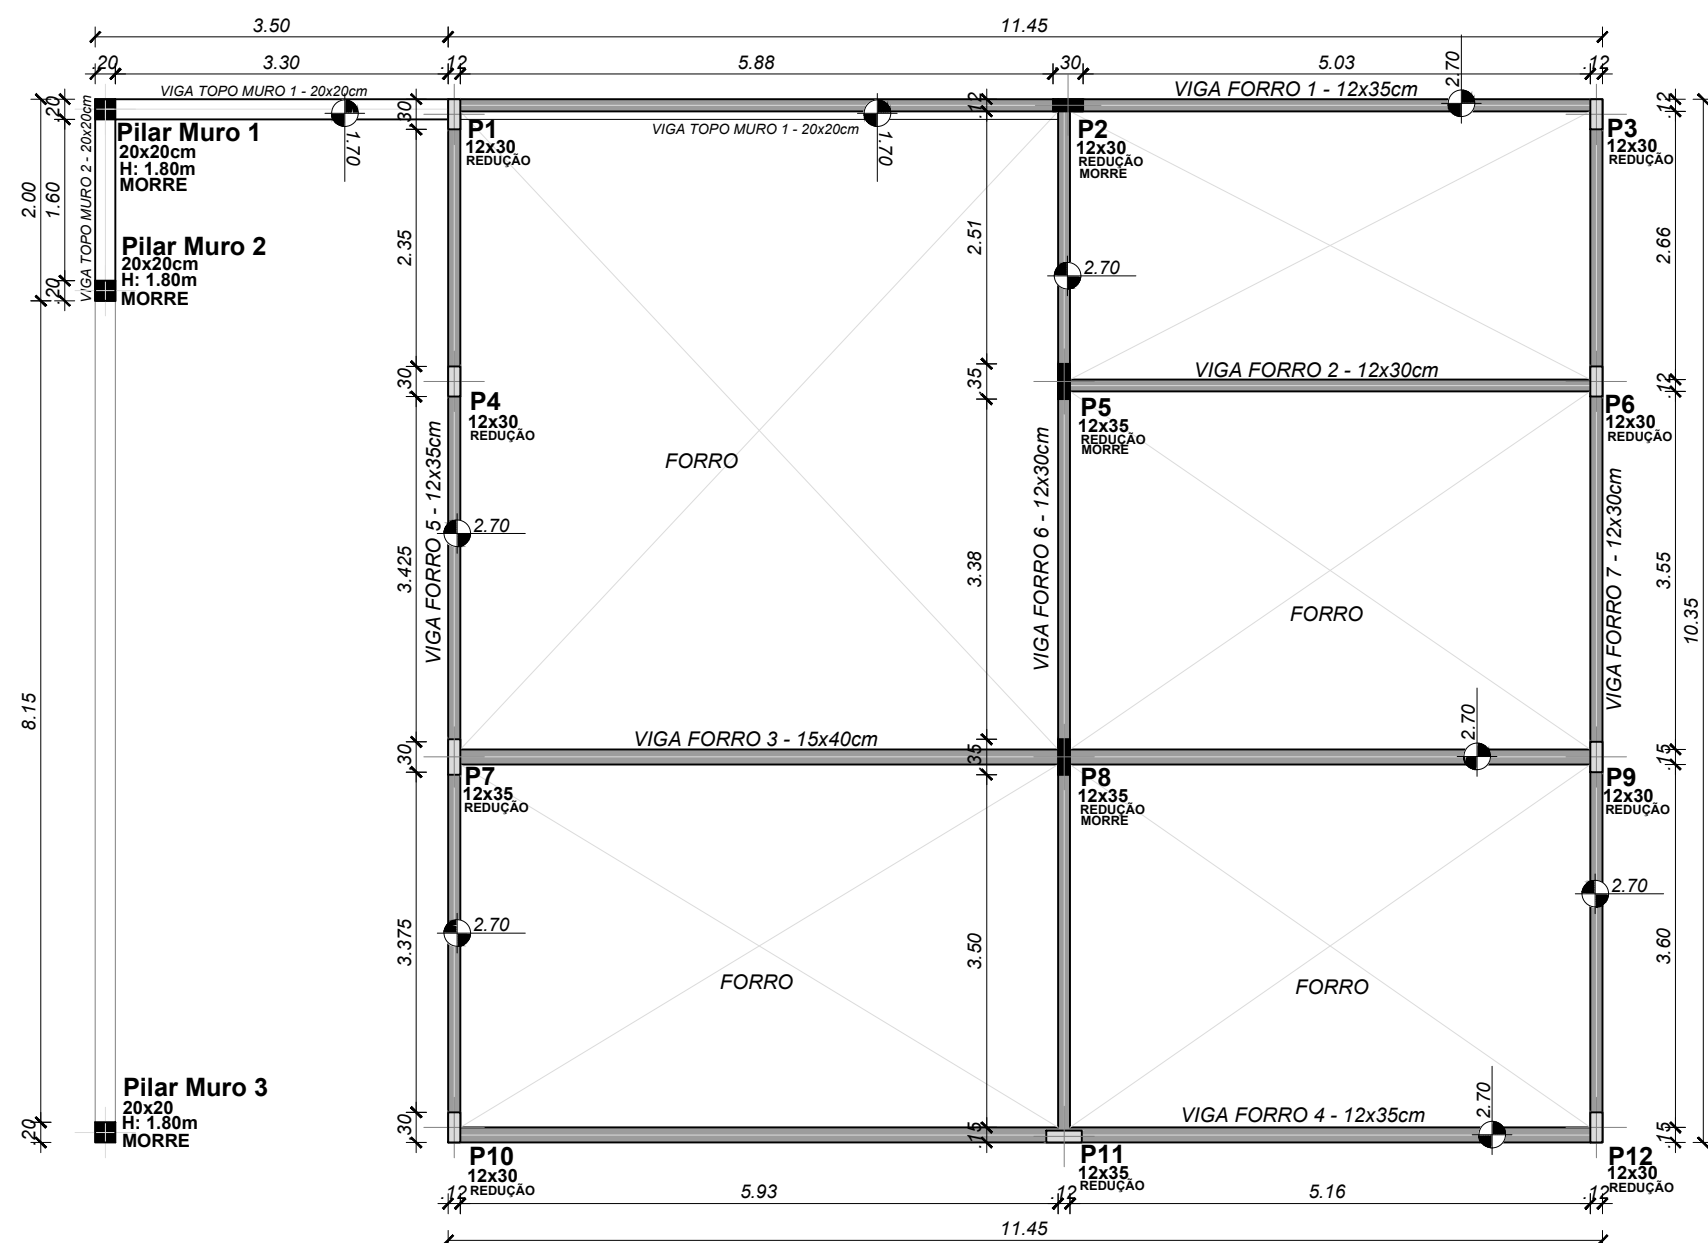 3.50
11.45
.20
3.30
.12
5.88
.30
5.03
.12
2.70
VIGA TOPO MURO 1 - 20x20cm
VIGA FORRO 1 - 12x35cm
.20
.30
.12
.12
Pilar Muro 1
20x20cm
H: 1.80m
MORRE
VIGA TOPO MURO 2 - 20x20cm
1.70
P1
12x30
REDUÇÃO
VIGA TOPO MURO 1 - 20x20cm
1.70
P2
12x30
REDUÇÃO
MORRE
P3
12x30
REDUÇÃO
2.00
1.60
2.35
2.51
2.66
Pilar Muro 2
20x20cm
H: 1.80m
MORRE
.20
2.70
.30
.35
VIGA FORRO 2 - 12x30cm
.12
P4
12x30
REDUÇÃO
P5
12x35
REDUÇÃO
MORRE
P6
12x30
REDUÇÃO
FORRO
VIGA FORRO 5 - 12x35cm
2.70
VIGA FORRO 6 - 12x30cm
VIGA FORRO 7 - 12x30cm
3.425
3.38
3.55
FORRO
10.35
8.15
2.70
VIGA FORRO 3 - 15x40cm
.30
.35
.15
P7
12x35
REDUÇÃO
P8
12x35
REDUÇÃO
MORRE
P9
12x30
REDUÇÃO
2.70
2.70
3.375
3.50
3.60
FORRO
FORRO
Pilar Muro 3
20x20
H: 1.80m
MORRE
.20
.30
.15
VIGA FORRO 4 - 12x35cm
2.70
.15
P10
12x30
REDUÇÃO
P11
12x35
REDUÇÃO
P12
12x30
REDUÇÃO
.12
5.93
.12
5.16
.12
11.45